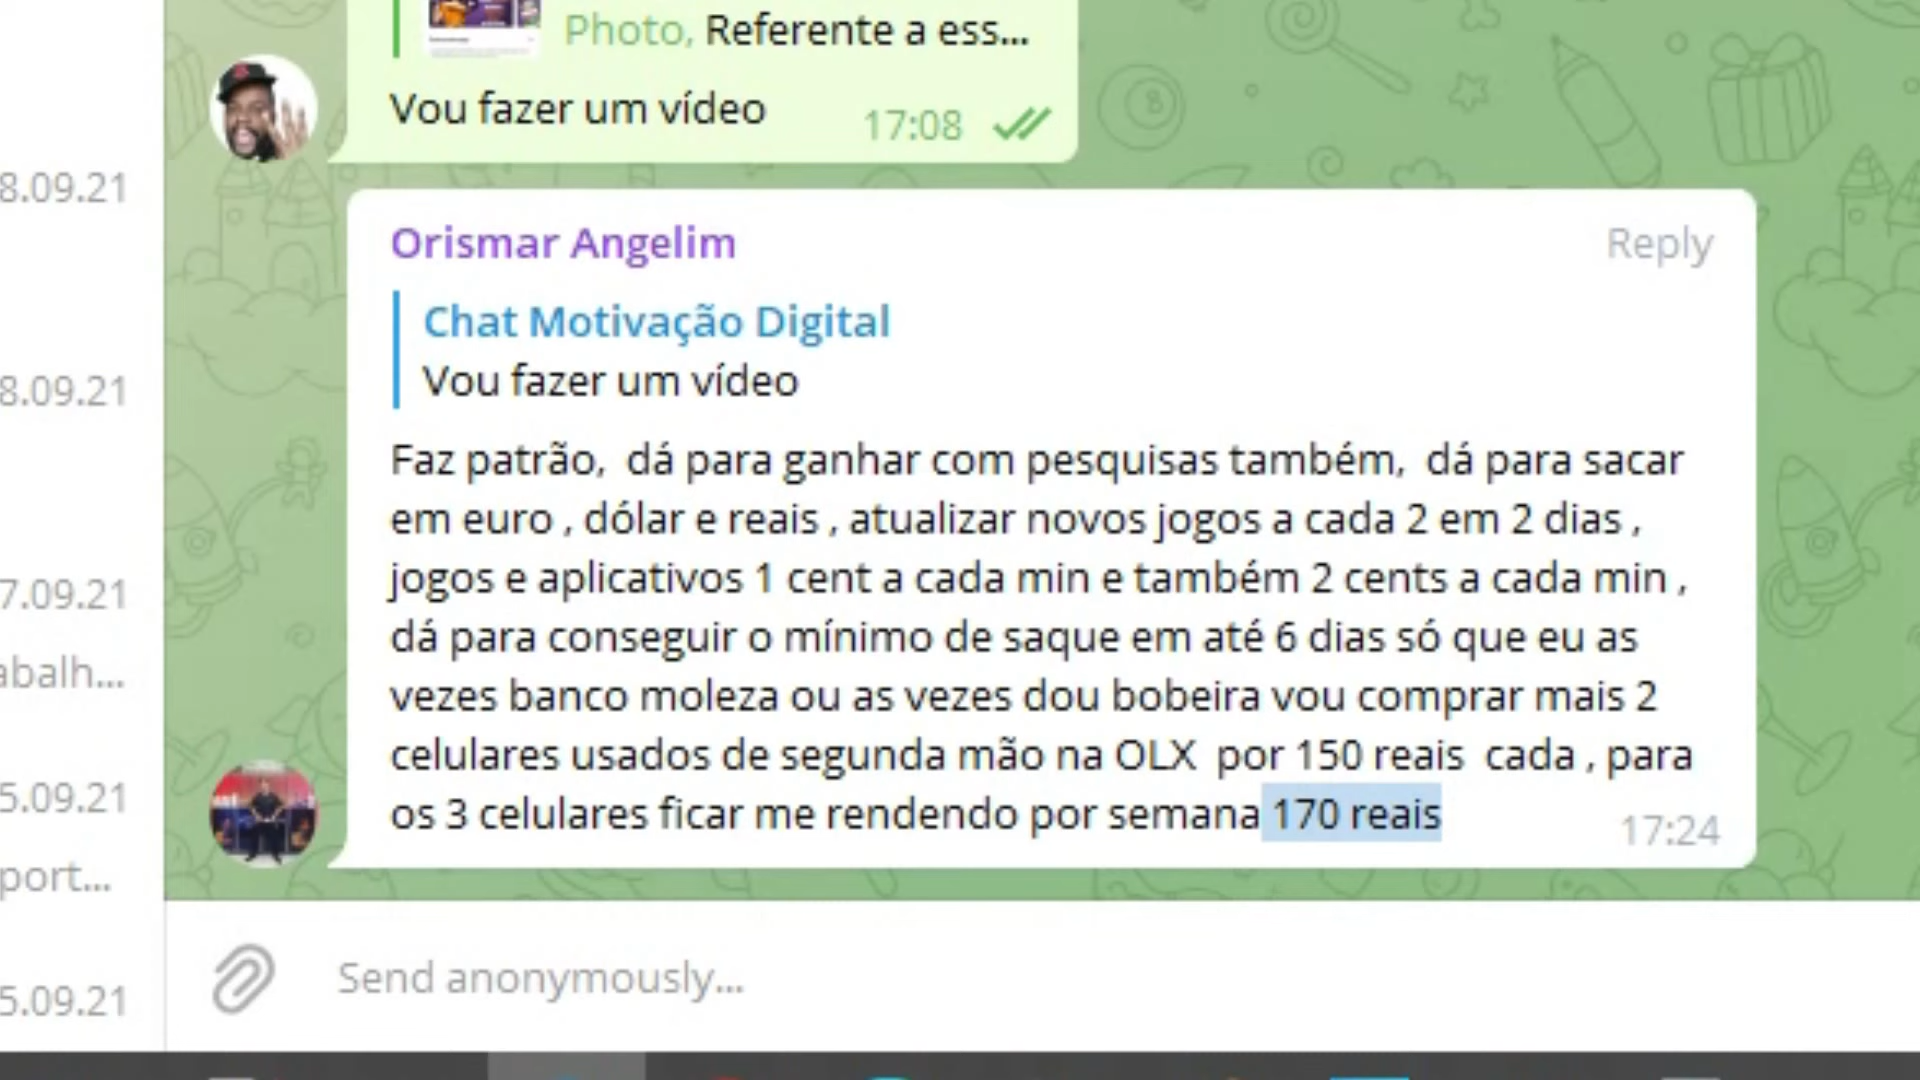 Photo, Referente a ess...
Vou fazer um vídeo
17:08
8.09.21
Orismar Angelim
Reply
Chat Motivação Digital
Vou fazer um vídeo
8.09.21
Faz patrão, dá para ganhar com pesquisas também, dá para sacar
em euro , dólar e reais , atualizar novos jogos a cada 2 em 2 dias ,
jogos e aplicativos 1 cent a cada min e também 2 cents a cada min ,
7.09.21
dá para conseguir o mínimo de saque em até 6 dias só que eu as
abalh...
vezes banco moleza ou as vezes dou bobeira vou comprar mais 2
celulares usados de segunda mão na OLX por 150 reais cada , para
5.09.21
os 3 celulares ficar me rendendo por semana 170 reais
17:24
port...
Send anonymously...
5.09.21